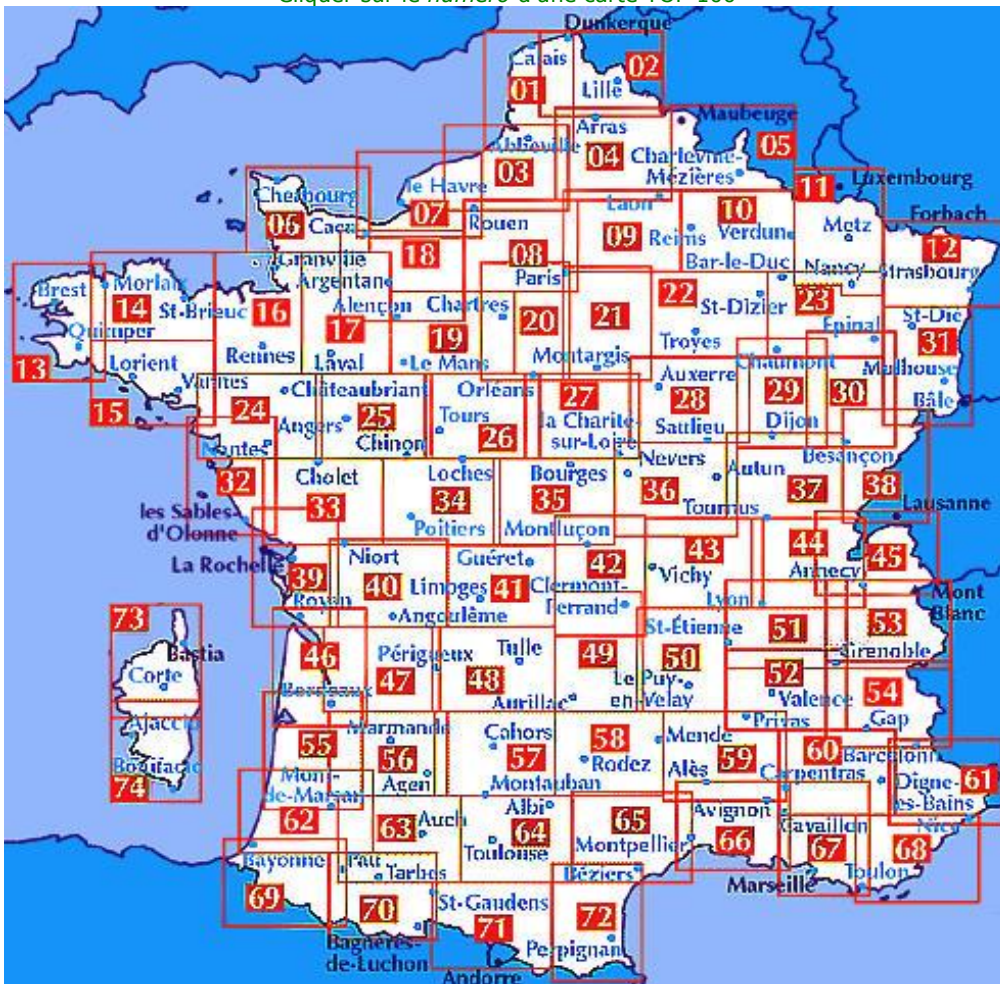 Cliquer sur le numéro d'une carte TOP 100
Dunkerque
Calais
01
02
Lille
Maubeuge
Arras
Abbeville
03
04
05
Charleville-
Mézières
le Havre
Cherbourg
07
Rouen
Laon
10
11
Luxembourg
Forbach
06
Caen
18
08
09
Reims
Verdun
Metz
12
Granville
Paris
Bar-le-Duc
Nancy
Strasbourg
Brest
Morlaix
14
St-Brieuc
16
Argentan
Alençon
Chartres
22
St-Dizier
23
St-Dié
Quimper
17
19
20
21
Troyes
Epinal
31
13
Lorient
Rennes
Laval
Le Mans
Montargis
Chaumont
Mulhouse
15
Vannes
Châteaubriant
Orléans
27
Auxerre
28
29
30
Bâle
24
Angers
25
Tours
26
la Charité-
sur-Loire
Saulieu
Dijon
Nantes
Chinon
Besançon
32
Cholet
Loches
Bourges
Nevers
Autun
38
33
34
35
36
37
Lausanne
les Sables-
d'Olonne
Poitiers
Montluçon
Tournus
La Rochelle
Niort
Guéret
42
43
44
45
39
40
Limoges
41
Clermont-
Ferrand
Vichy
Annecy
Mont
Blanc
Royan
Angoulême
Lyon
73
Bastia
Corte
46
Périgueux
47
Tulle
48
49
St-Étienne
50
51
53
Grenoble
52
Bordeaux
Aurillac
Le Puy-
en-Velay
Valence
54
Ajaccio
Privas
Gap
55
Marmande
56
Cahors
57
58
Mende
59
60
Bonifacio
74
Mont-
de-Marsan
Agen
Montauban
Rodez
Alès
Carpentras
Digne-
les-Bains
61
62
63
Auch
Albi
64
65
Avignon
Cavaillon
Nice
Toulouse
Montpellier
66
67
68
Bayonne
Pau
Tarbes
Béziers
Marseille
Toulon
69
70
St-Gaudens
71
72
Bagnères-
de-Luchon
Perpignan
Andorre